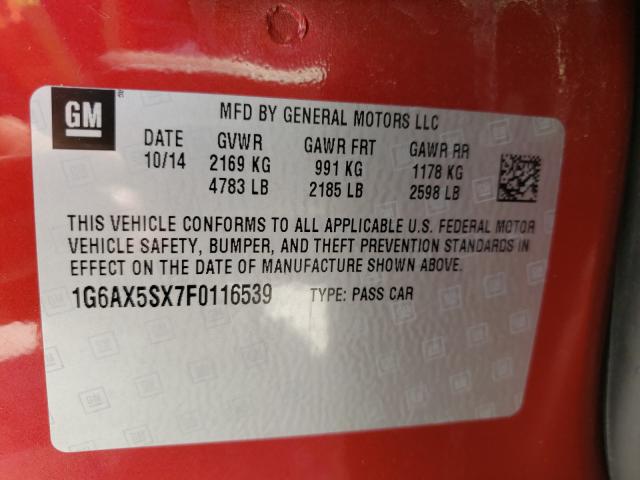 GM
MFD BY GENERAL MOTORS LLC
DATE GVWR GAWR FRT GAWR RR
10/14 2169 KG 991 KG 1178 KG
4783 LB 2185 LB 2598 LB
THIS VEHICLE CONFORMS TO ALL APPLICABLE U.S. FEDERAL MOTOR
VEHICLE SAFETY, BUMPER, AND THEFT PREVENTION STANDARDS IN
EFFECT ON THE DATE OF MANUFACTURE SHOWN ABOVE.
1G6AX5SX7F0116539 TYPE: PASS CAR